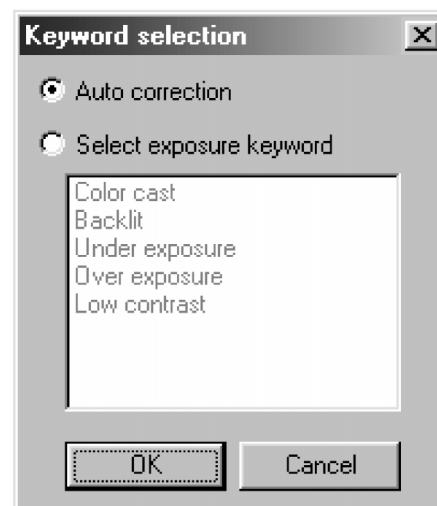 Keyword selection
Auto correction
Select exposure keyword
Color cast
Backlit
Under exposure
Over exposure
Low contrast
OK Cancel